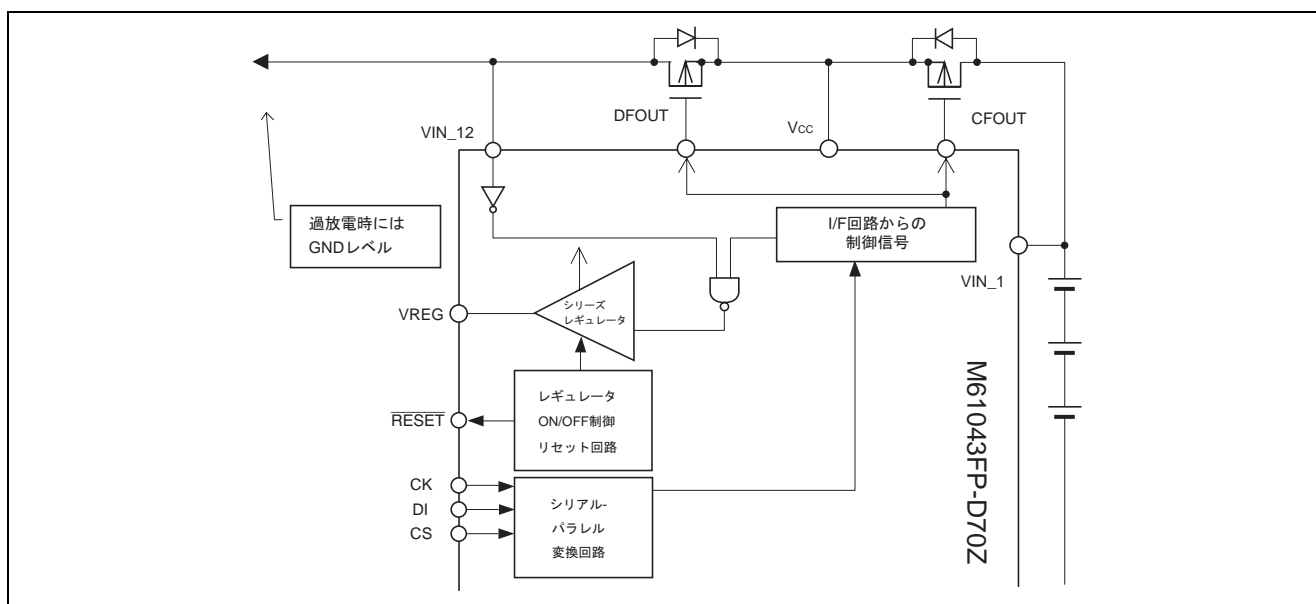 DFOUT
VCC
CFOUT
VIN_12
過放電時には
GNDレベル
I/F回路からの
制御信号
VIN_1
シリーズ
レギュレータ
VREG
レギュレータ
ON/OFF制御
リセット回路
RESET
CK
DI
CS
シリアル-
パラレル
変換回路
M61043FP-D70Z